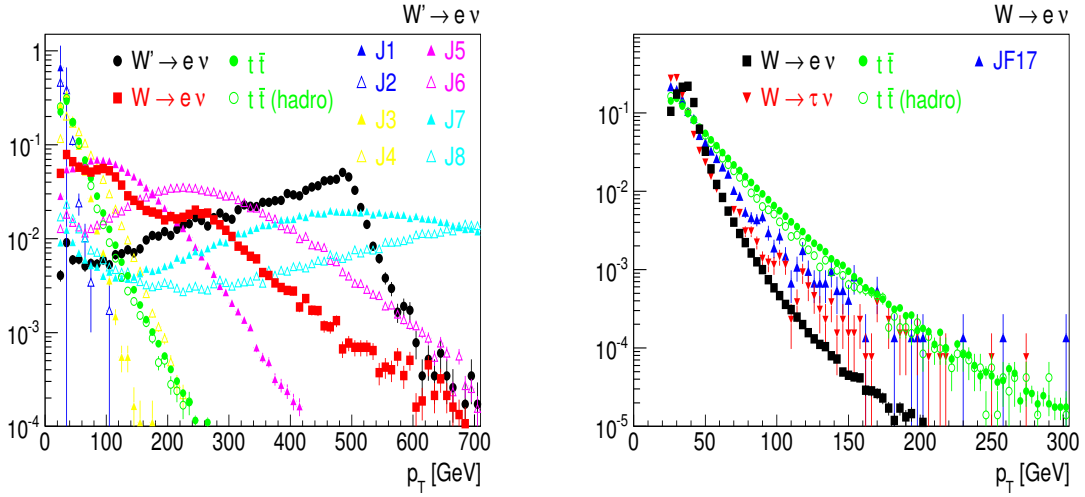 W' → e ν
1
10⁻¹
10⁻²
10⁻³
10⁻⁴
W' → e ν
W → e ν
t t̄
t t̄ (hadro)
J1
J2
J3
J4
J5
J6
J7
J8
0 100 200 300 400 500 600 700
p_T [GeV]
W → e ν
1
10⁻¹
10⁻²
10⁻³
10⁻⁴
10⁻⁵
W → e ν
W → τ ν
t t̄
t t̄ (hadro)
JF17
0 50 100 150 200 250 300
p_T [GeV]